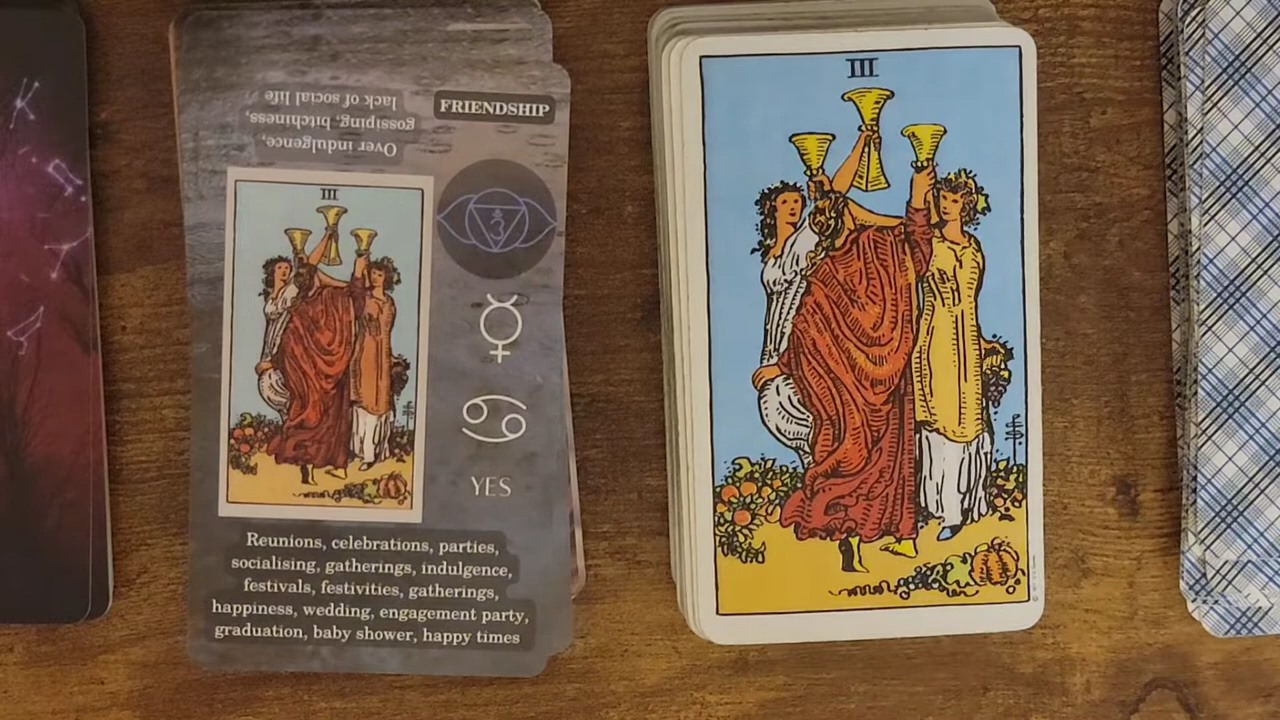 Over indulgence,
gossiping, bitchiness,
lack of social life
FRIENDSHIP
III
YES
Reunions, celebrations, parties,
socialising, gatherings, indulgence,
festivals, festivities, gatherings,
happiness, wedding, engagement party,
graduation, baby shower, happy times
III